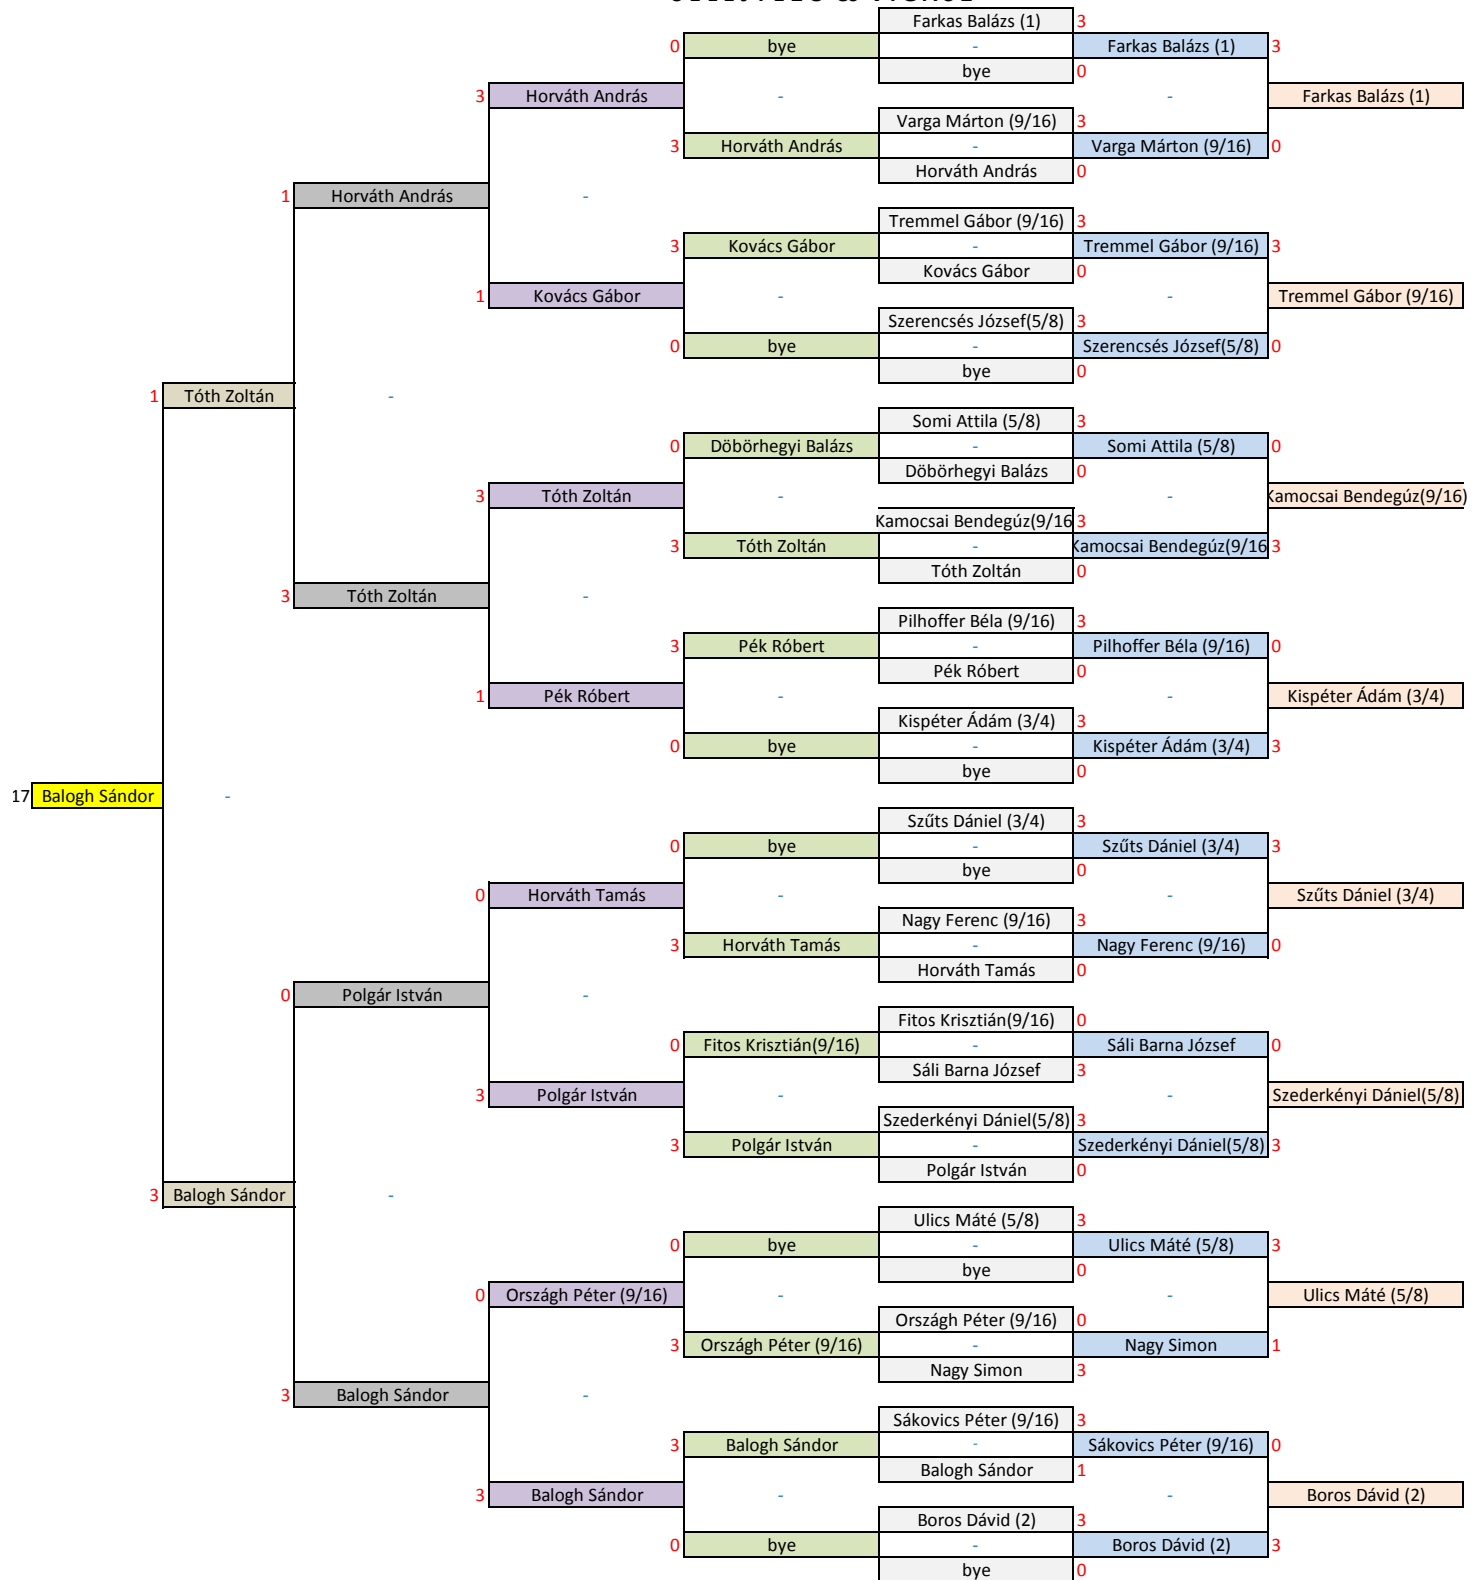 Farkas Balázs (1) 3
0 bye - Farkas Balázs (1) 3
bye 0
3 Horváth András - - Farkas Balázs (1)
Varga Márton (9/16) 3
3 Horváth András - Varga Márton (9/16) 0
Horváth András 0
1 Horváth András -
Tremmel Gábor (9/16) 3
3 Kovács Gábor - Tremmel Gábor (9/16) 3
Kovács Gábor 0
1 Kovács Gábor - - Tremmel Gábor (9/16)
Szerencsés József(5/8) 3
0 bye - Szerencsés József(5/8) 0
bye 0
1 Tóth Zoltán -
Somi Attila (5/8) 3
0 Döbörhegyi Balázs - Somi Attila (5/8) 0
Döbörhegyi Balázs 0
3 Tóth Zoltán - - Kamocsai Bendegúz(9/16)
Kamocsai Bendegúz(9/16 3
3 Tóth Zoltán - Kamocsai Bendegúz(9/16 3
Tóth Zoltán 0
3 Tóth Zoltán -
Pilhoffer Béla (9/16) 3
3 Pék Róbert - Pilhoffer Béla (9/16) 0
Pék Róbert 0
1 Pék Róbert - - Kispéter Ádám (3/4)
Kispéter Ádám (3/4) 3
0 bye - Kispéter Ádám (3/4) 3
bye 0
17 Balogh Sándor -
Szűts Dániel (3/4) 3
0 bye - Szűts Dániel (3/4) 3
bye 0
0 Horváth Tamás - - Szűts Dániel (3/4)
Nagy Ferenc (9/16) 3
3 Horváth Tamás - Nagy Ferenc (9/16) 0
Horváth Tamás 0
0 Polgár István -
Fitos Krisztián(9/16) 0
0 Fitos Krisztián(9/16) - Sáli Barna József 0
Sáli Barna József 3
3 Polgár István - - Szederkényi Dániel(5/8)
Szederkényi Dániel(5/8) 3
3 Polgár István - Szederkényi Dániel(5/8) 3
Polgár István 0
3 Balogh Sándor -
Ulics Máté (5/8) 3
0 bye - Ulics Máté (5/8) 3
bye 0
0 Országh Péter (9/16) - - Ulics Máté (5/8)
Országh Péter (9/16) 0
3 Országh Péter (9/16) - Nagy Simon 1
Nagy Simon 3
3 Balogh Sándor -
Sákovics Péter (9/16) 3
3 Balogh Sándor - Sákovics Péter (9/16) 0
Balogh Sándor 1
3 Balogh Sándor - - Boros Dávid (2)
Boros Dávid (2) 3
0 bye - Boros Dávid (2) 3
bye 0